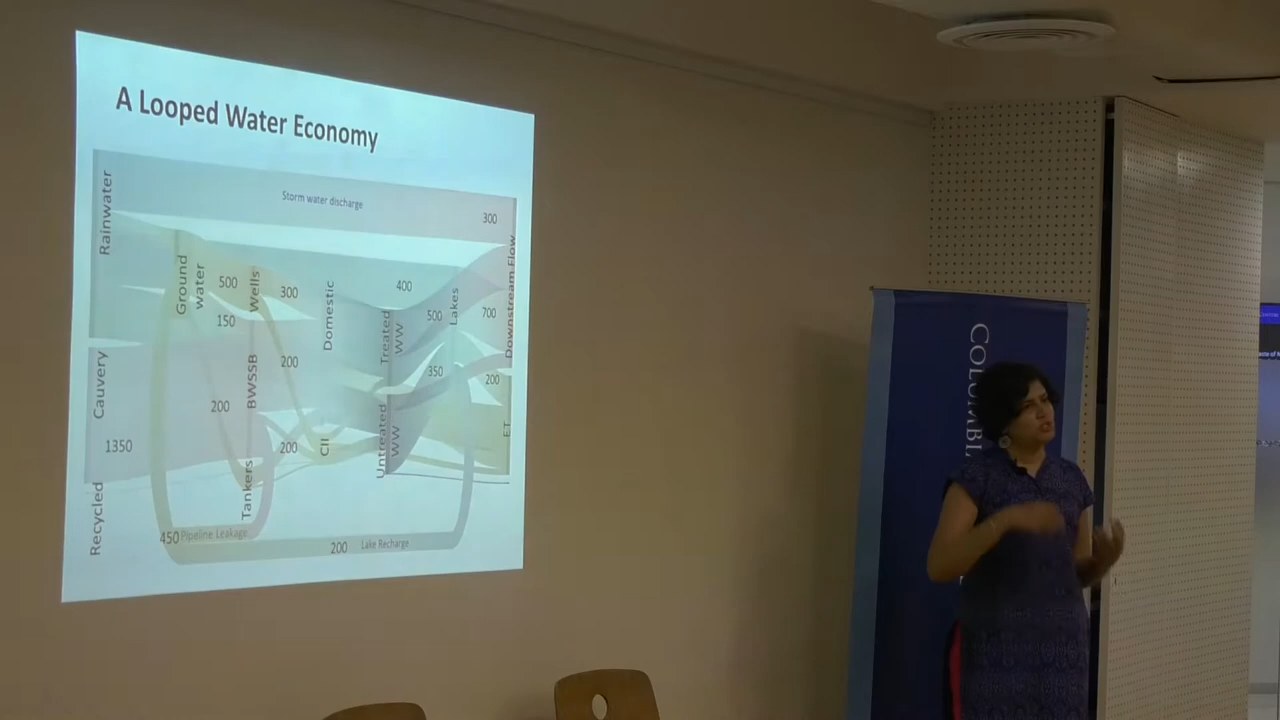 A Looped Water Economy
Storm water discharge
300
Rainwater
Ground
water
500
Wells
300
Domestic
400
500
Lakes
700
Downstream Flow
150
Treated
WW
Cauvery
200
350
200
BWSSB
200
1350
200
CII
Untreated
WW
ET
Tankers
Recycled
450 Pipeline Leakage
200 Lake Recharge
COLUMB